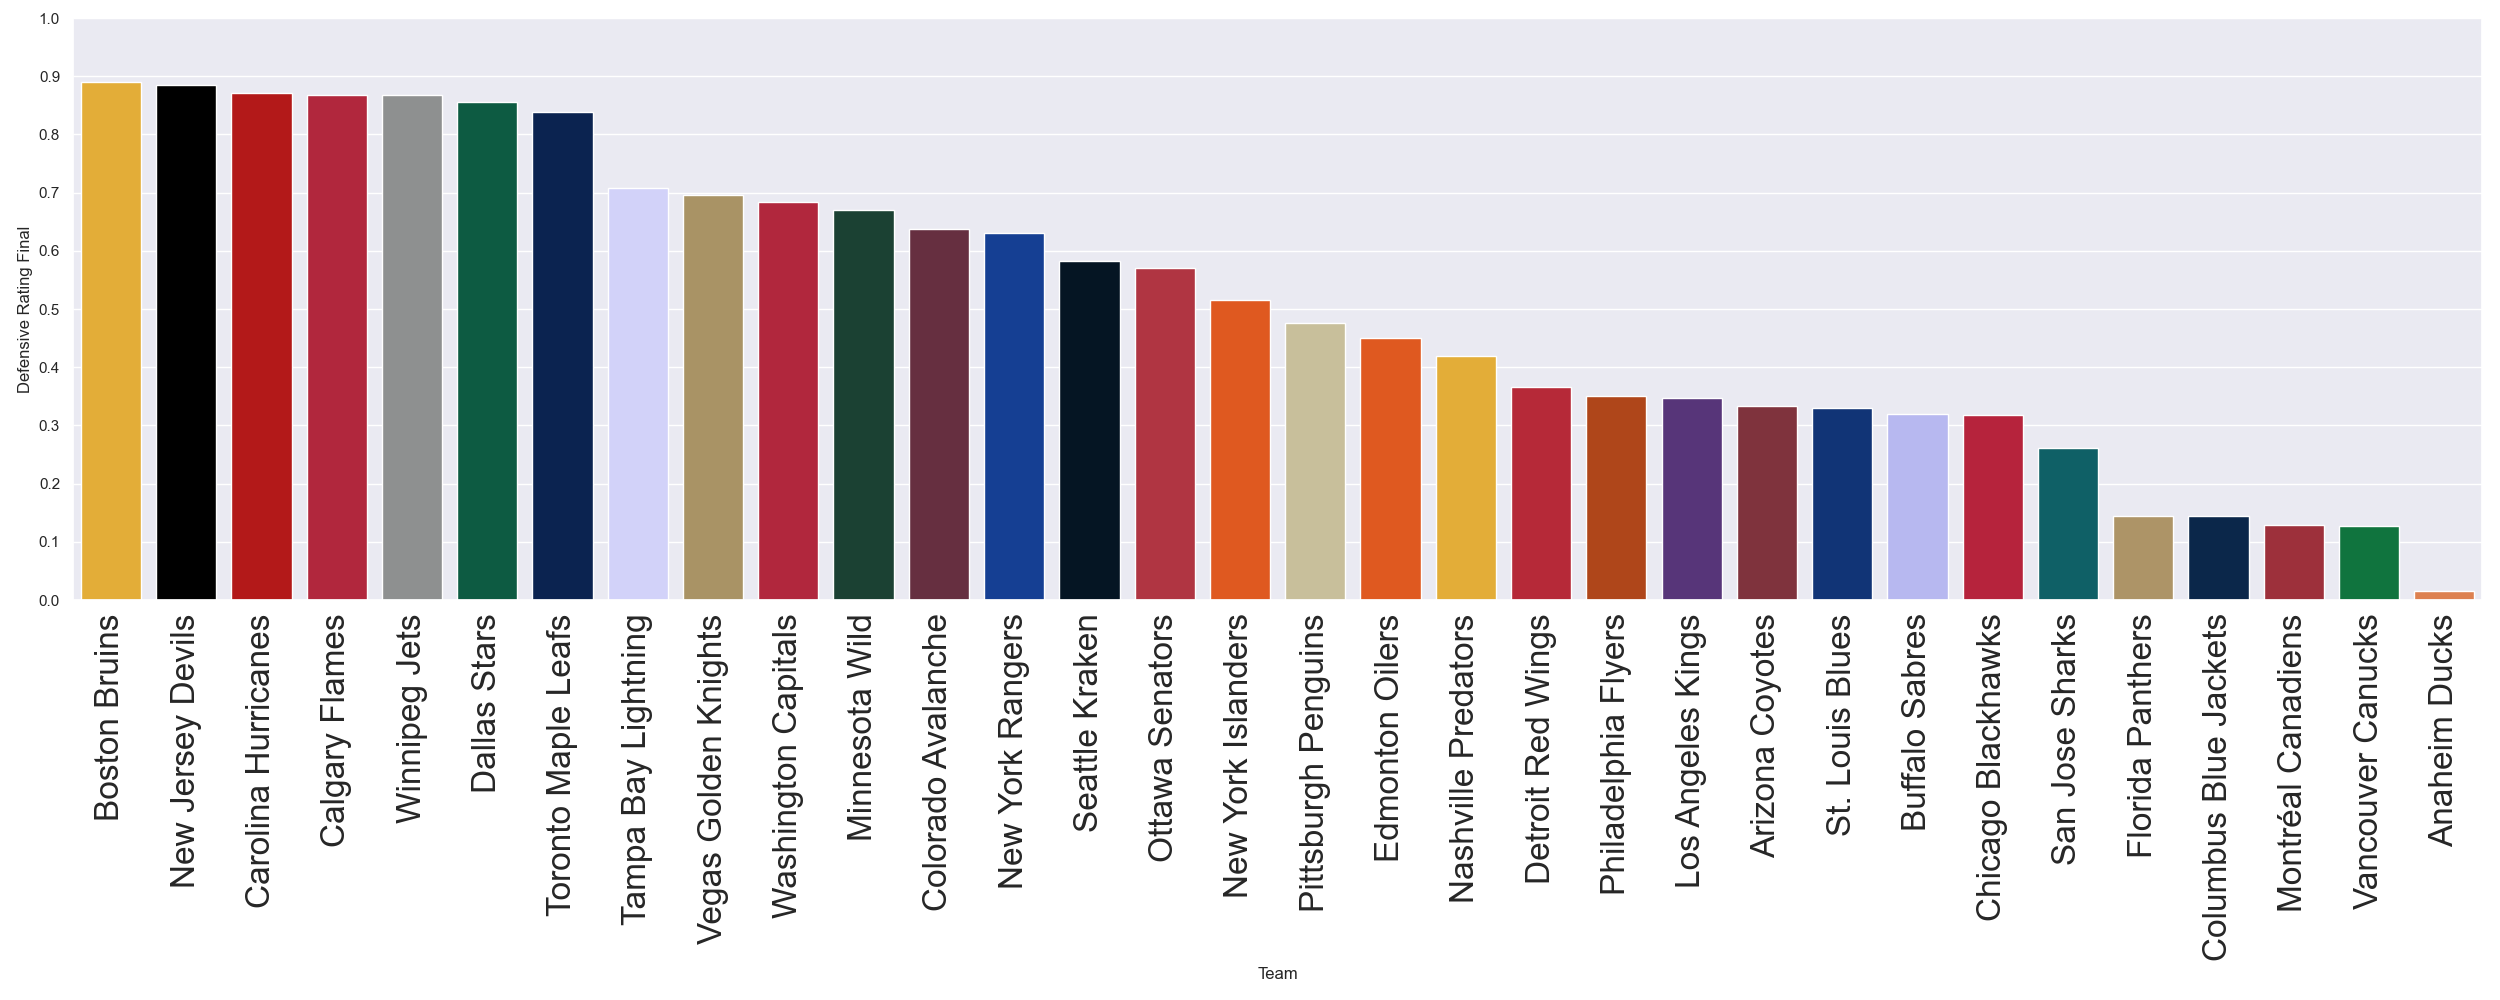 1.0
0.9
0.8
0.7
0.6
0.5
0.4
0.3
0.2
0.1
0.0
Defensive Rating Final
Boston Bruins
New Jersey Devils
Carolina Hurricanes
Calgary Flames
Winnipeg Jets
Dallas Stars
Toronto Maple Leafs
Tampa Bay Lightning
Vegas Golden Knights
Washington Capitals
Minnesota Wild
Colorado Avalanche
New York Rangers
Seattle Kraken
Ottawa Senators
New York Islanders
Pittsburgh Penguins
Edmonton Oilers
Nashville Predators
Detroit Red Wings
Philadelphia Flyers
Los Angeles Kings
Arizona Coyotes
St. Louis Blues
Buffalo Sabres
Chicago Blackhawks
San Jose Sharks
Florida Panthers
Columbus Blue Jackets
Montréal Canadiens
Vancouver Canucks
Anaheim Ducks
Team